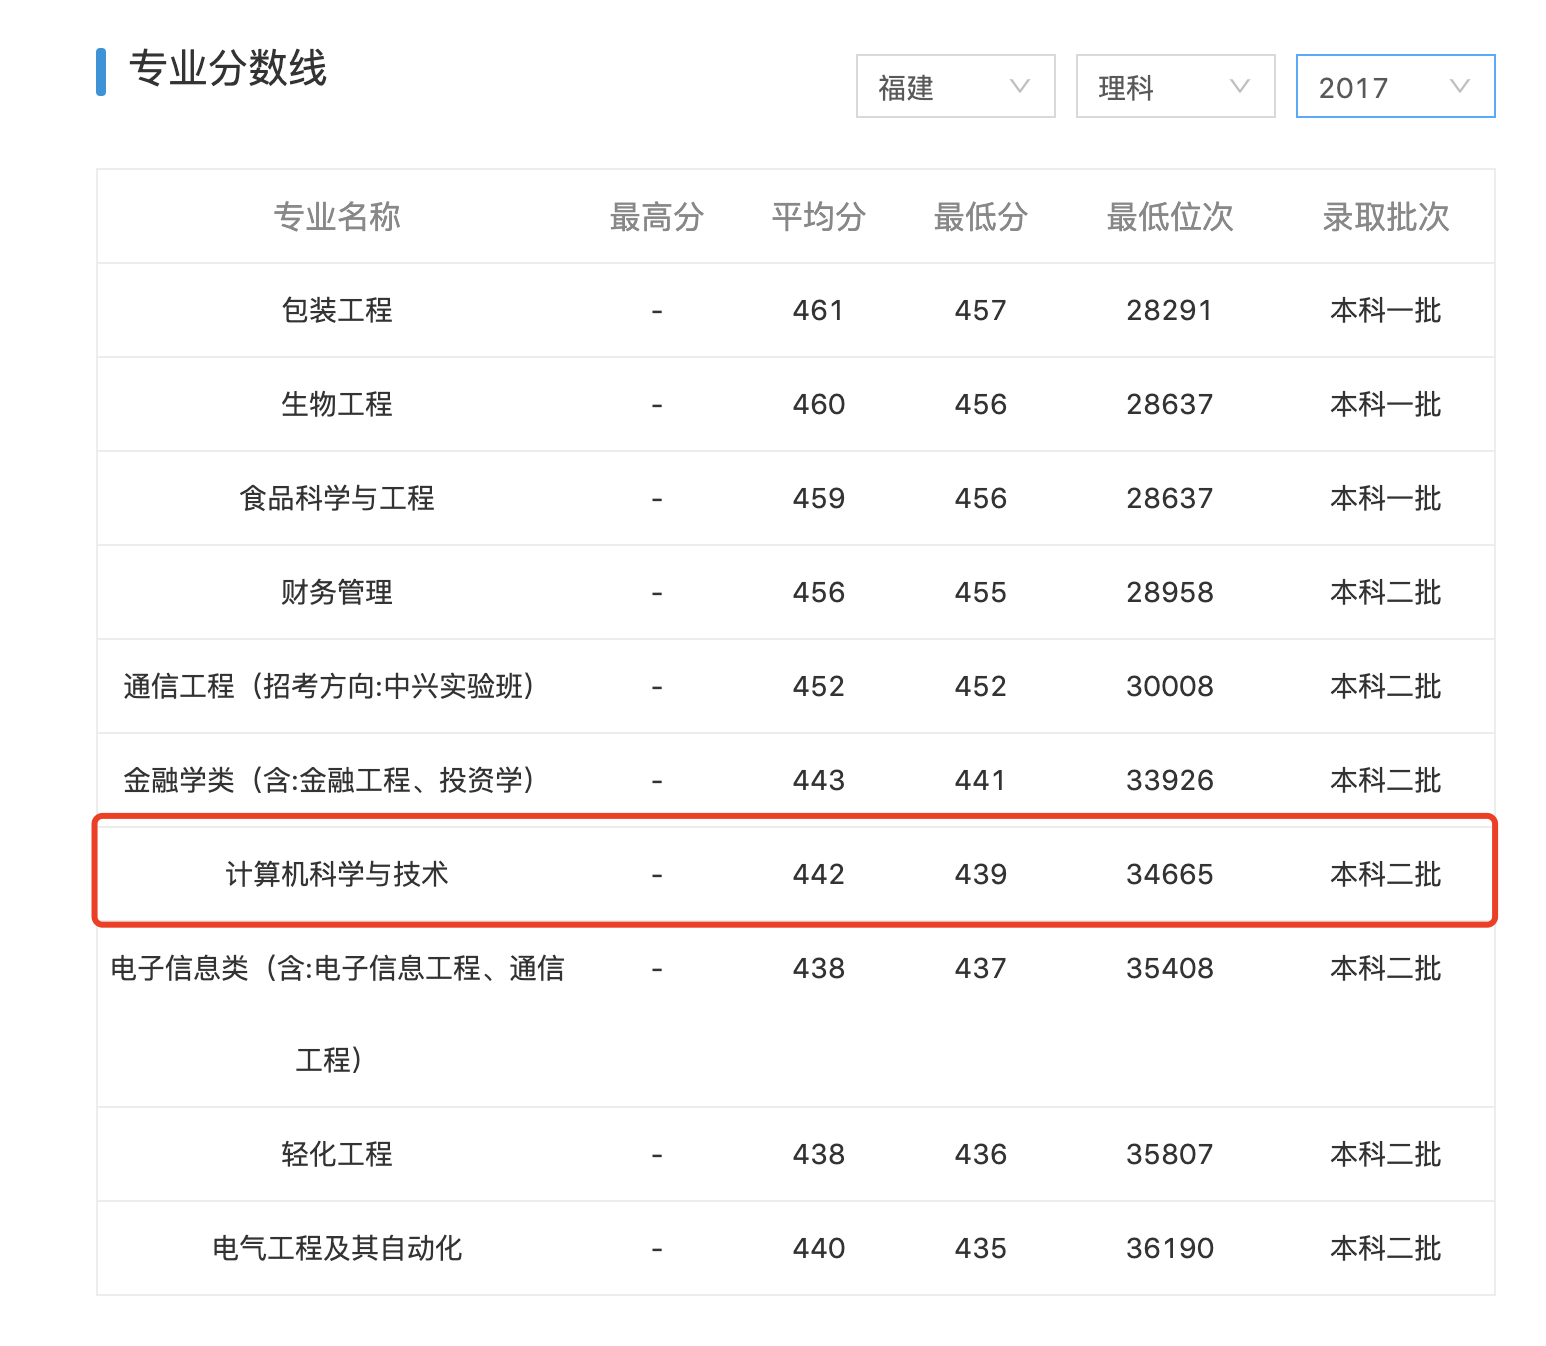 专业分数线
福建 理科 2017
专业名称 最高分 平均分 最低分 最低位次 录取批次
包装工程 - 461 457 28291 本科一批
生物工程 - 460 456 28637 本科一批
食品科学与工程 - 459 456 28637 本科一批
财务管理 - 456 455 28958 本科二批
通信工程（招考方向:中兴实验班） - 452 452 30008 本科二批
金融学类（含:金融工程、投资学） - 443 441 33926 本科二批
计算机科学与技术 - 442 439 34665 本科二批
电子信息类（含:电子信息工程、通信 - 438 437 35408 本科二批
工程）
轻化工程 - 438 436 35807 本科二批
电气工程及其自动化 - 440 435 36190 本科二批